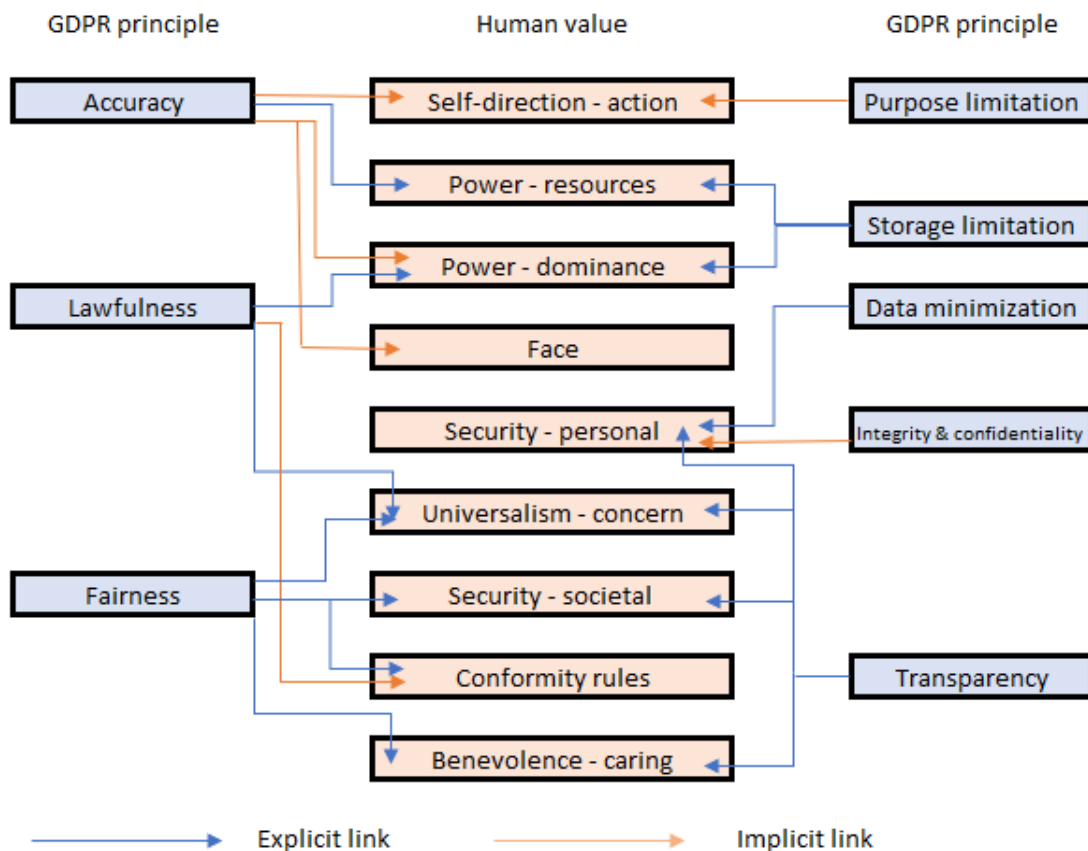 GDPR principle Human value GDPR principle
Accuracy Self-direction - action Purpose limitation
Power - resources
Storage limitation
Power - dominance
Lawfulness Data minimization
Face
Security - personal Integrity & confidentiality
Universalism - concern
Fairness Security - societal
Conformity rules Transparency
Benevolence - caring
Explicit link Implicit link